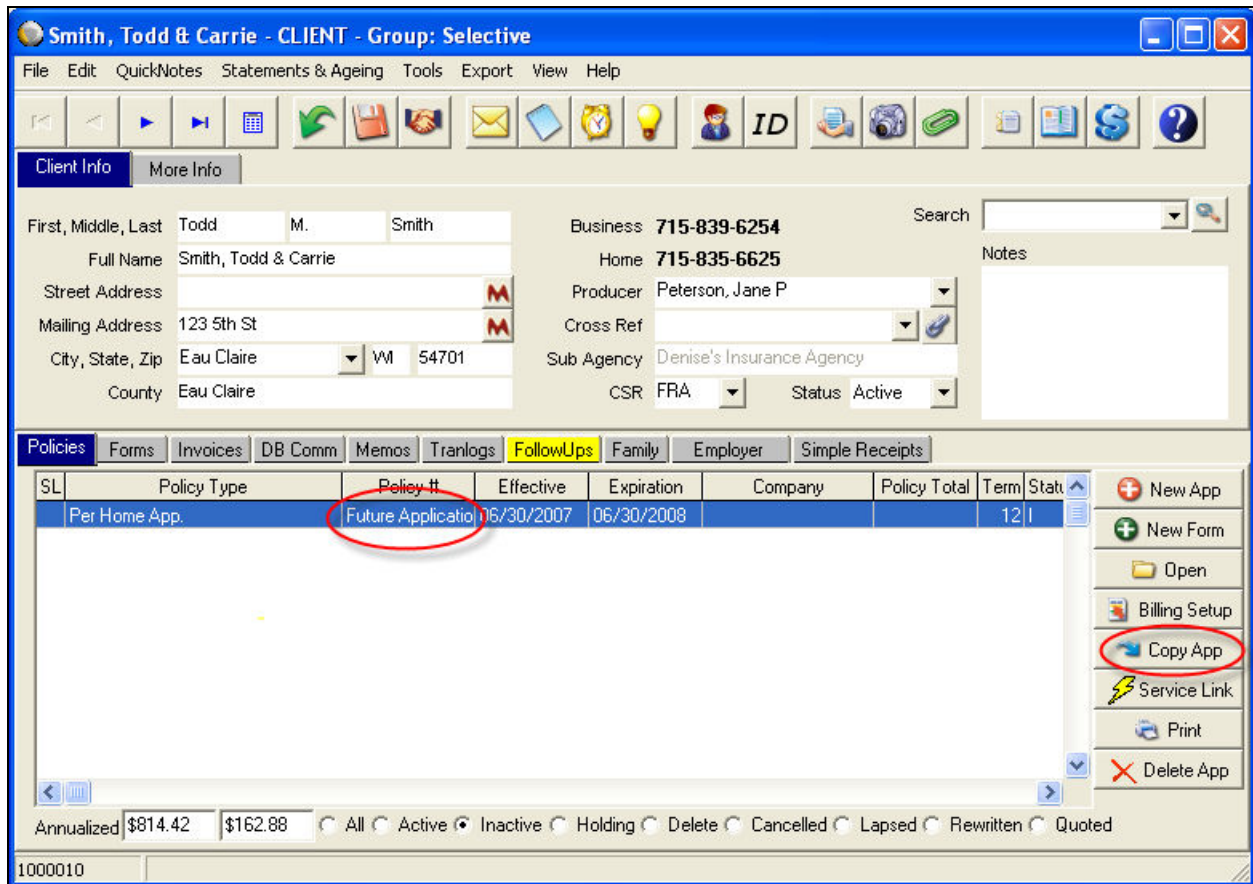 Smith, Todd & Carrie - CLIENT - Group: Selective
File Edit QuickNotes Statements & Ageing Tools Export View Help
ID
Client Info More Info
First, Middle, Last Todd M. Smith Business 715-839-6254 Search
Full Name Smith, Todd & Carrie Home 715-835-6625 Notes
Street Address Producer Peterson, Jane P
Mailing Address 123 5th St Cross Ref
City, State, Zip Eau Claire WI 54701 Sub Agency Denise's Insurance Agency
County Eau Claire CSR FRA Status Active
Policies Forms Invoices DB Comm Memos Tranlogs FollowUps Family Employer Simple Receipts
SL Policy Type Policy # Effective Expiration Company Policy Total Term Statu New App
Per Home App. Future Applicatio 06/30/2007 06/30/2008 12 I
New Form
Open
Billing Setup
Copy App
Service Link
Print
Delete App
Annualized $814.42 $162.88 All Active Inactive Holding Delete Cancelled Lapsed Rewritten Quoted
1000010